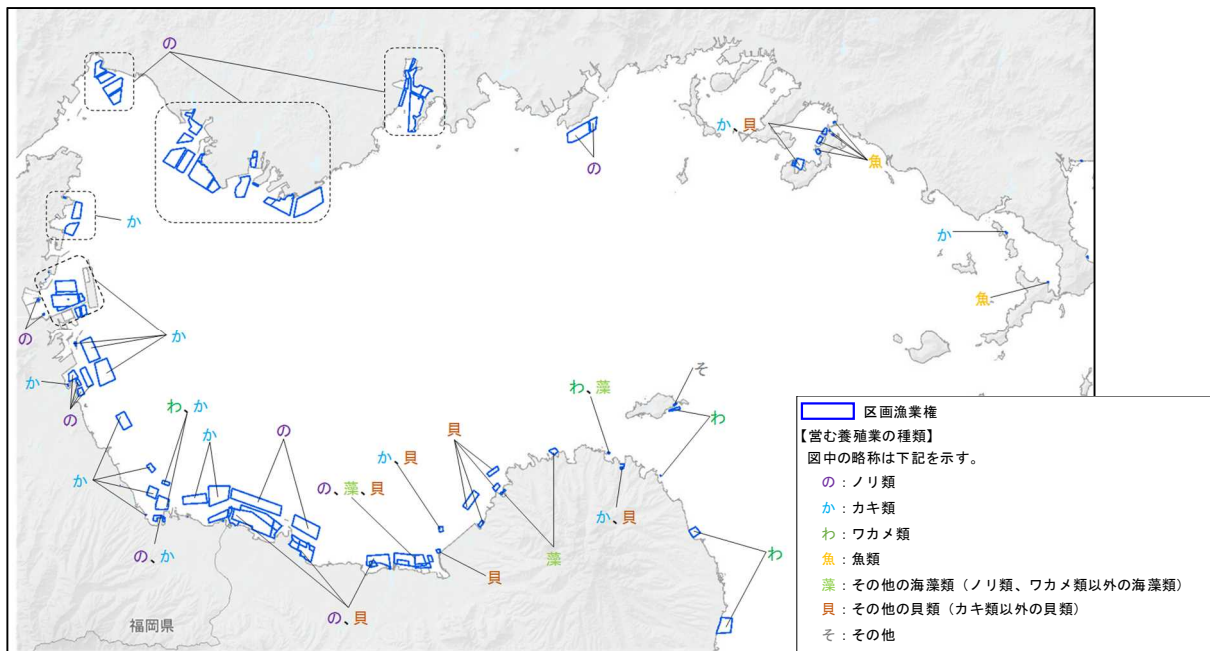 の
か、貝
魚
の
か
か
魚
の
か
そ
わ、藻
わ
か
の
わ、か
か
の
貝
か、貝
か
の、藻、貝
か、貝
の、か
藻
貝
わ
の、貝
福岡県
区画漁業権
【営む養殖業の種類】
図中の略称は下記を示す。
の：ノリ類
か：カキ類
わ：ワカメ類
魚：魚類
藻：その他の海藻類（ノリ類、ワカメ類以外の海藻類）
貝：その他の貝類（カキ類以外の貝類）
そ：その他